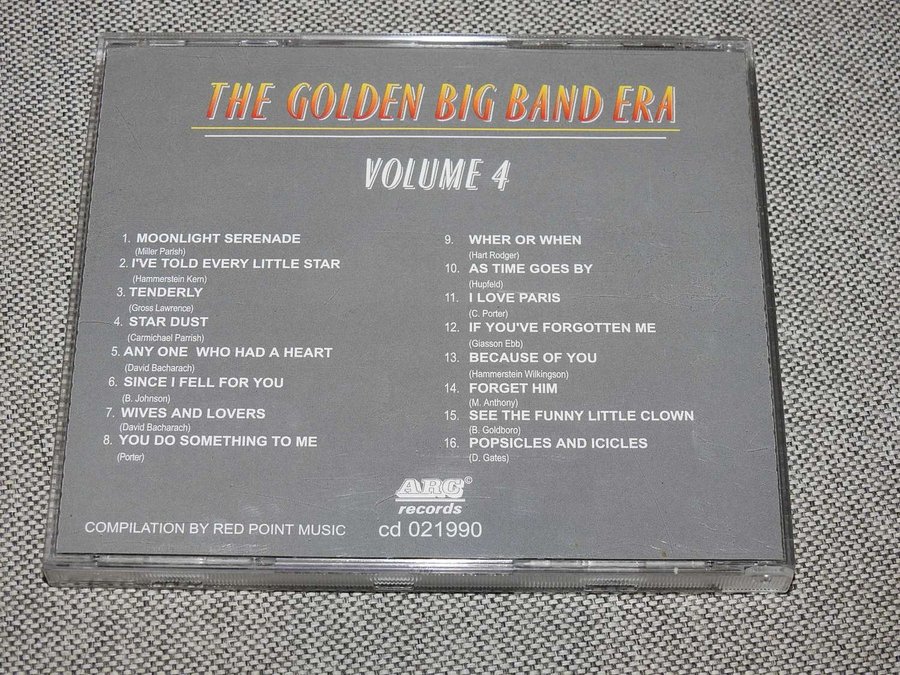 THE GOLDEN BIG BAND ERA
VOLUME 4
1. MOONLIGHT SERENADE
(Miller Parish)
2. I'VE TOLD EVERY LITTLE STAR
(Hammerstein Kern)
3. TENDERLY
(Gross Lawrence)
4. STAR DUST
(Carmichael Parrish)
5. ANY ONE WHO HAD A HEART
(David Bacharach)
6. SINCE I FELL FOR YOU
(B. Johnson)
7. WIVES AND LOVERS
(David Bacharach)
8. YOU DO SOMETHING TO ME
(Porter)
9. WHER OR WHEN
(Hart Rodger)
10. AS TIME GOES BY
(Hupfeld)
11. I LOVE PARIS
(C. Porter)
12. IF YOU'VE FORGOTTEN ME
(Giasson Ebb)
13. BECAUSE OF YOU
(Hammerstein Wilkingson)
14. FORGET HIM
(M. Anthony)
15. SEE THE FUNNY LITTLE CLOWN
(B. Goldboro)
16. POPSICLES AND ICICLES
(D. Gates)
ARC©
records
COMPILATION BY RED POINT MUSIC cd 021990